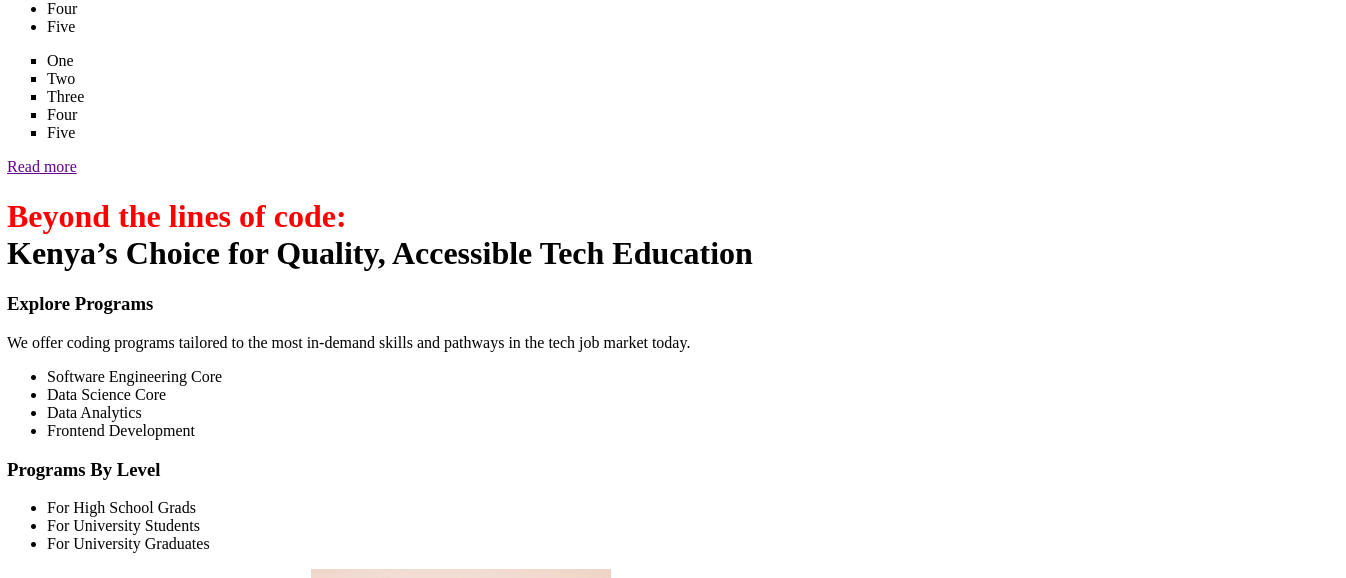 Four
Five
One
Two
Three
Four
Five
Read more
Beyond the lines of code:
Kenya’s Choice for Quality, Accessible Tech Education
Explore Programs
We offer coding programs tailored to the most in-demand skills and pathways in the tech job market today.
Software Engineering Core
Data Science Core
Data Analytics
Frontend Development
Programs By Level
For High School Grads
For University Students
For University Graduates